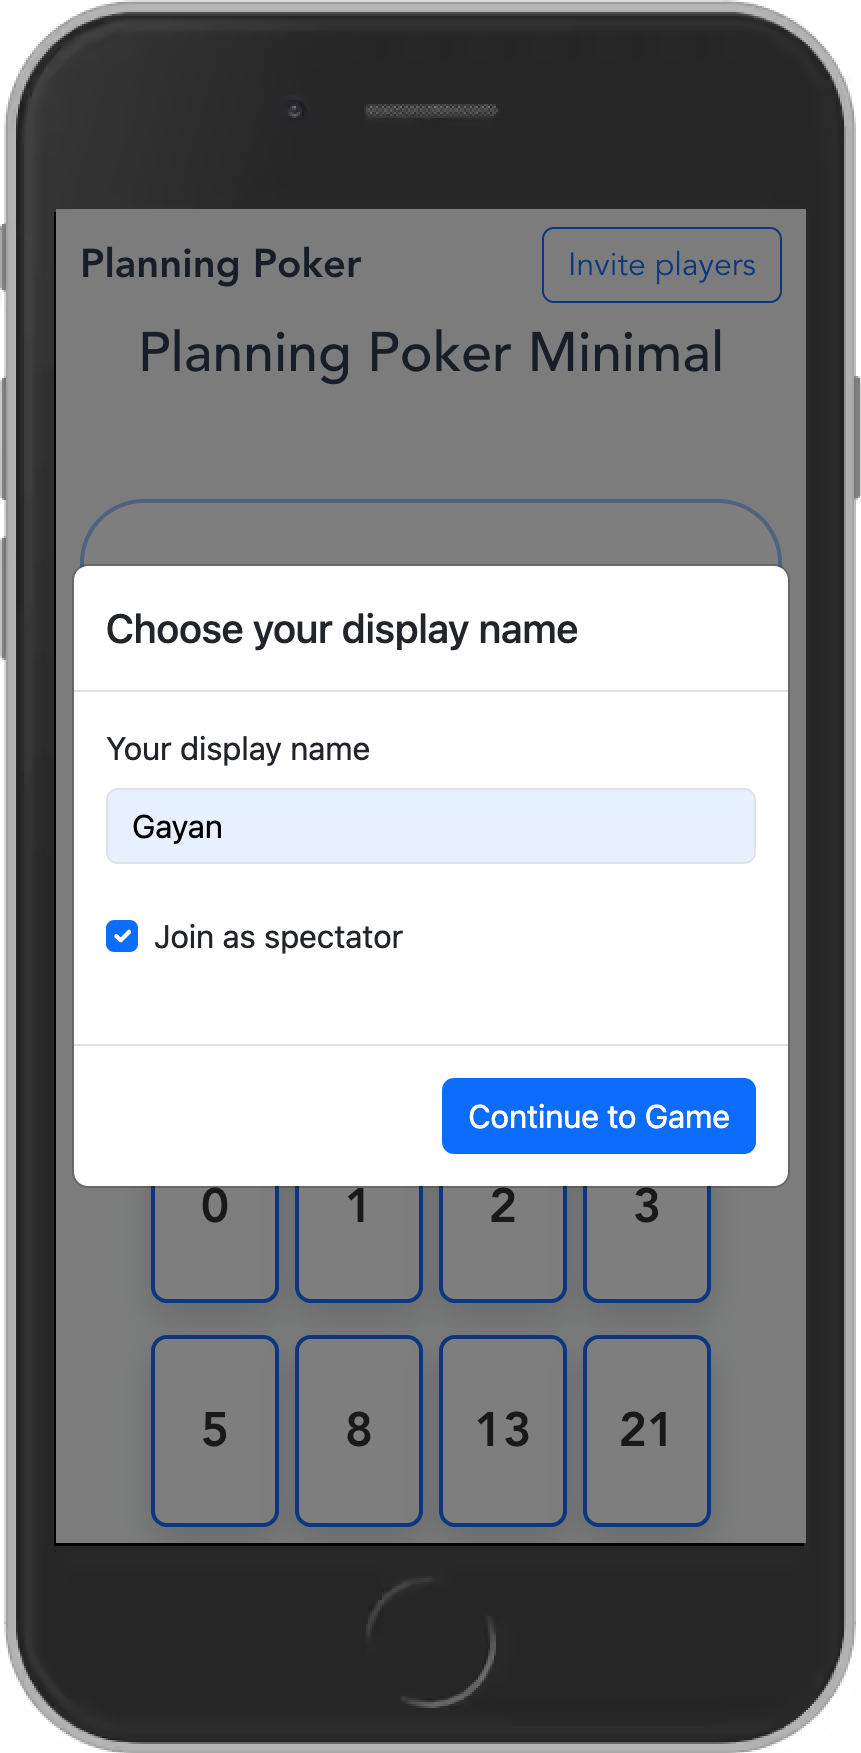 Planning Poker
Invite players
Planning Poker Minimal
Choose your display name
Your display name
Gayan
Join as spectator
Continue to Game
0 1 2 3
5 8 13 21